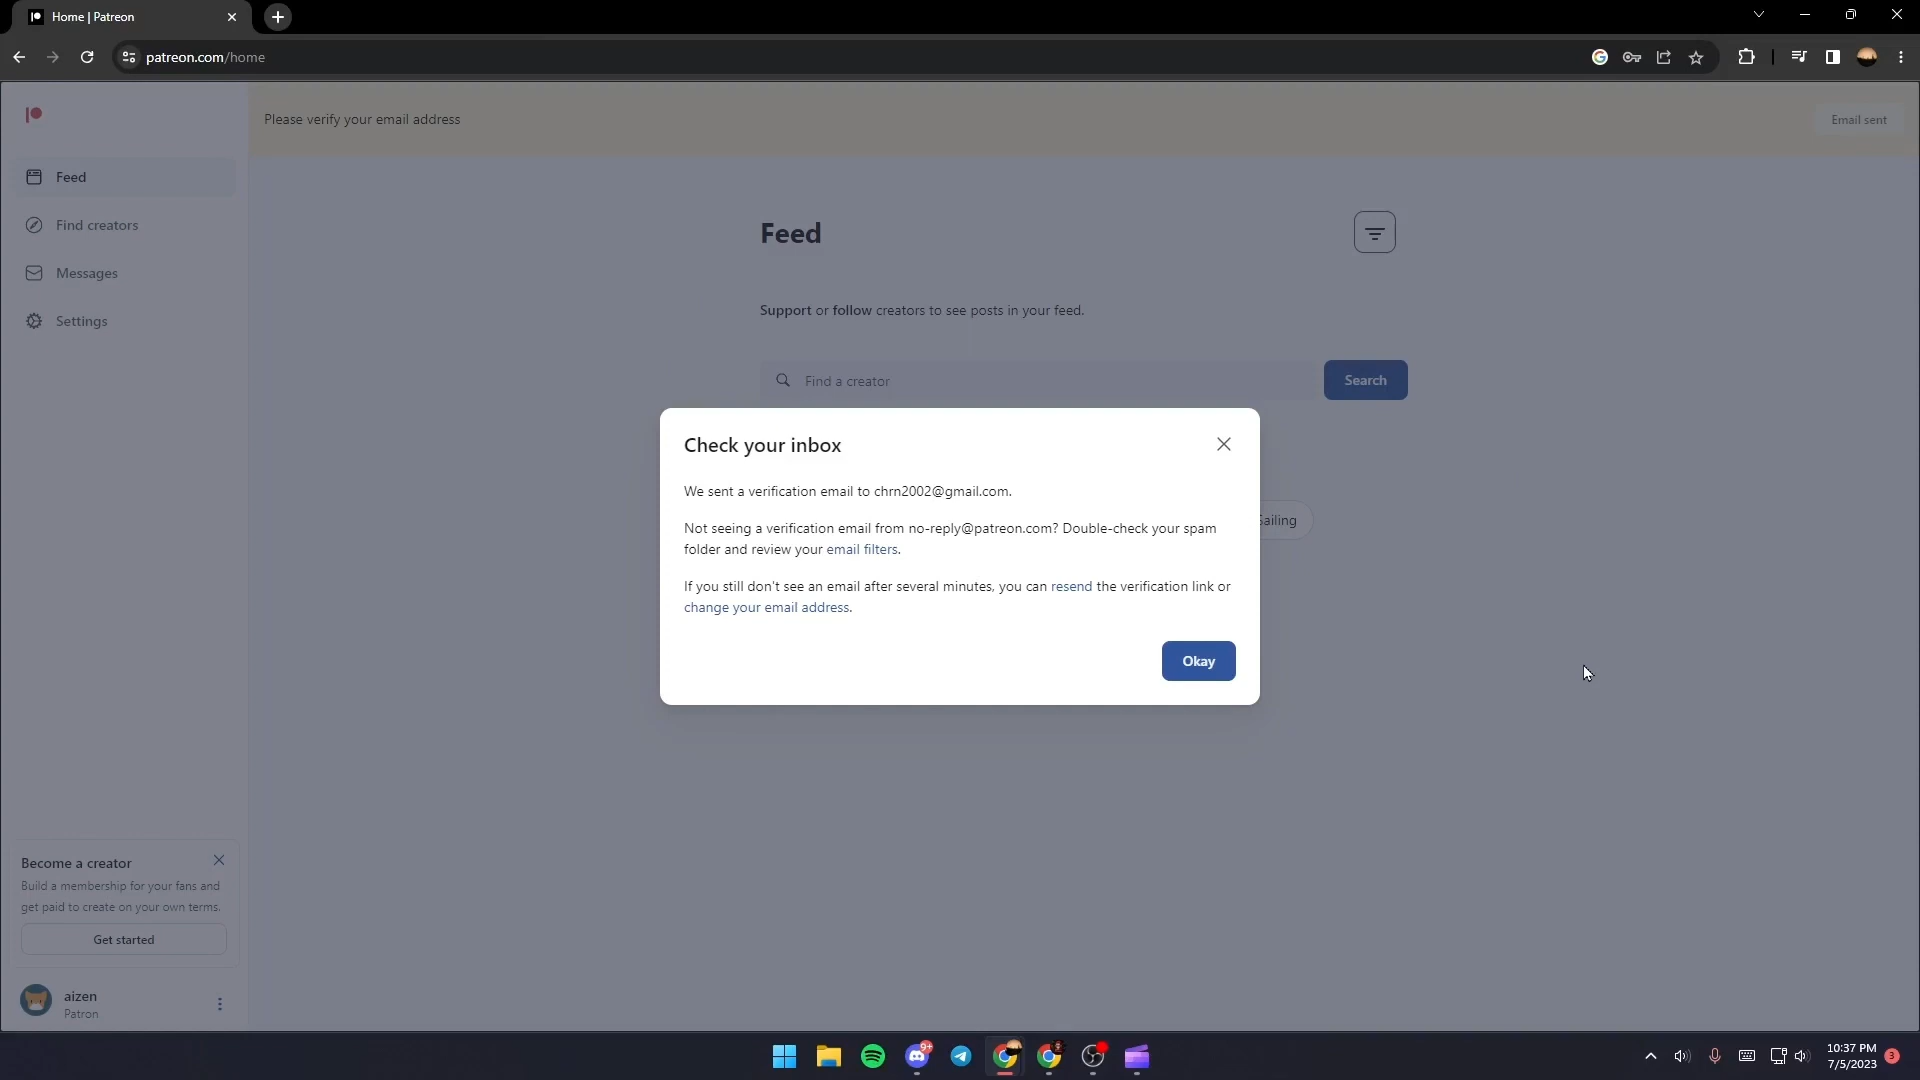 Home | Patreon
patreon.com/home
Please verify your email address
Email sent
Feed
Find creators
Messages
Settings
Feed
Support or follow creators to see posts in your feed.
Find a creator
Search
Sailing
Check your inbox
We sent a verification email to chrn2002@gmail.com.
Not seeing a verification email from no-reply@patreon.com? Double-check your spam
folder and review your email filters.
If you still don't see an email after several minutes, you can resend the verification link or
change your email address.
Okay
Become a creator
Build a membership for your fans and
get paid to create on your own terms.
Get started
aizen
Patron
9+
10:37 PM
7/5/2023
3